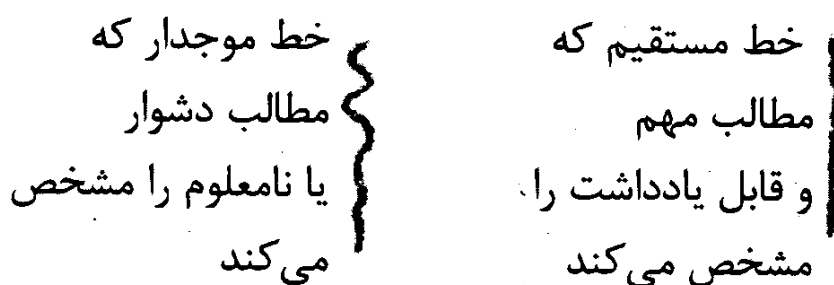 خط مستقیم که
مطالب مهم
و قابل یادداشت را
مشخص می‌کند
خط موجدار که
مطالب دشوار
یا نامعلوم را مشخص
می‌کند